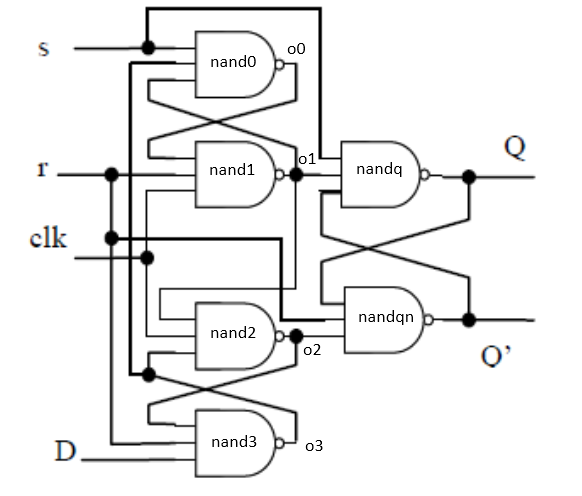 s
nand0
o0
r
nand1
o1
nandq
Q
clk
nand2
o2
nandqn
Q’
D
nand3
o3